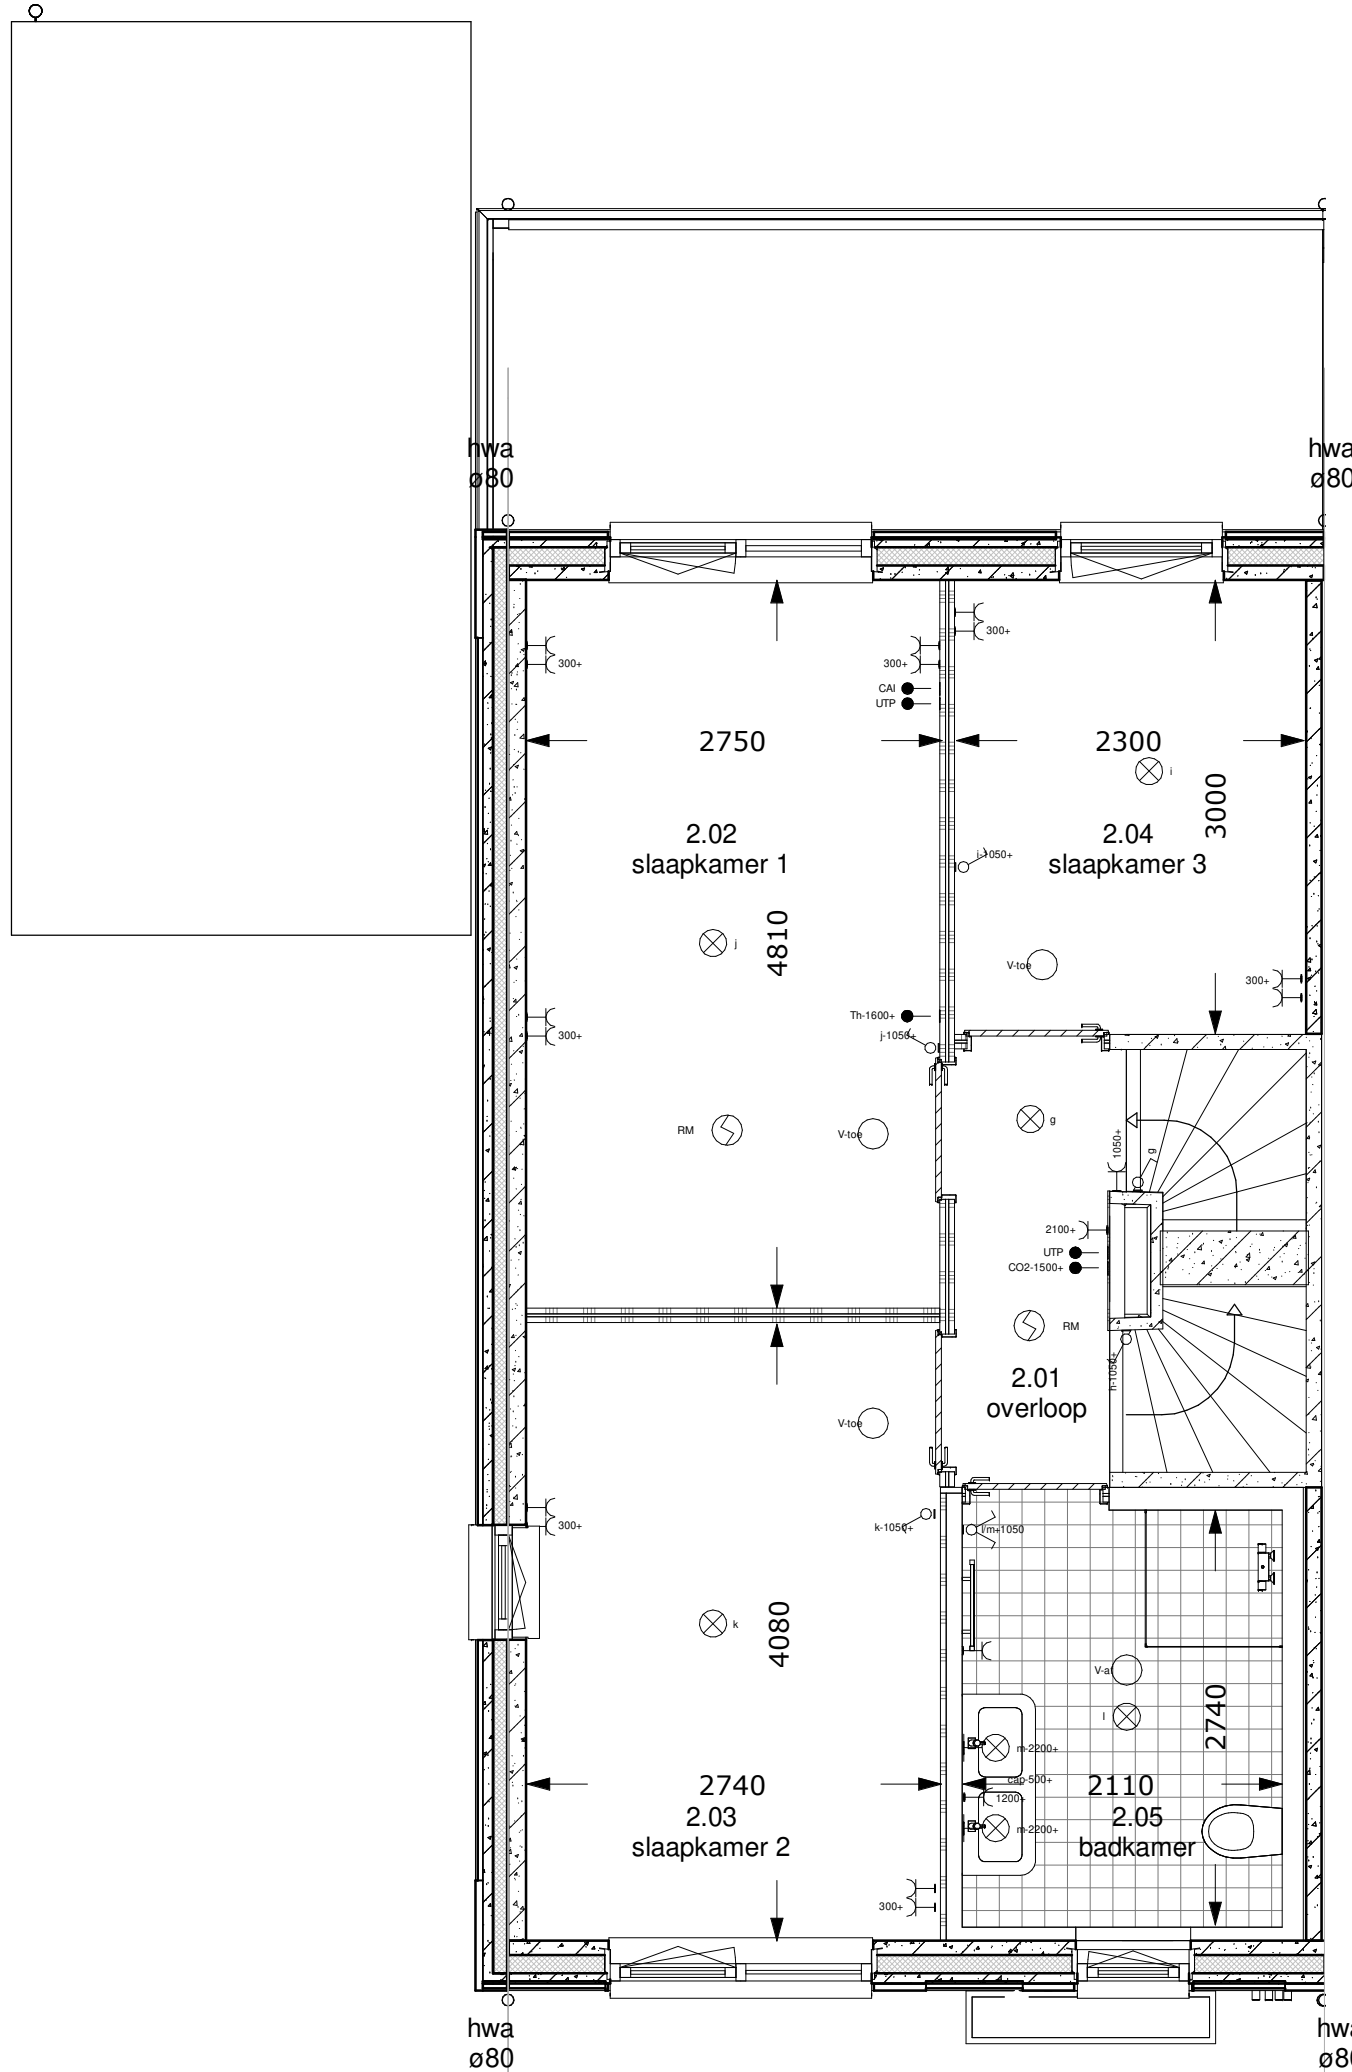 hwa
ø80
hwa
ø80
300+
300+
300+
CAI
UTP
2750
2300
i
3000
2.02
slaapkamer 1
2.04
slaapkamer 3
i-1050+
j
4810
V-toe
300+
Th-1600+
j-1050+
300+
RM
V-toe
g
1050+
g
2100+
UTP
CO2-1500+
RM
h-1050+
2.01
overloop
V-toe
300+
k-1050+
l/m+1050
k
4080
V-af
l
2740
m-2200+
cap-500+
1200+
2740
2110
2.03
slaapkamer 2
2.05
badkamer
m-2200+
300+
hwa
ø80
hwa
ø80